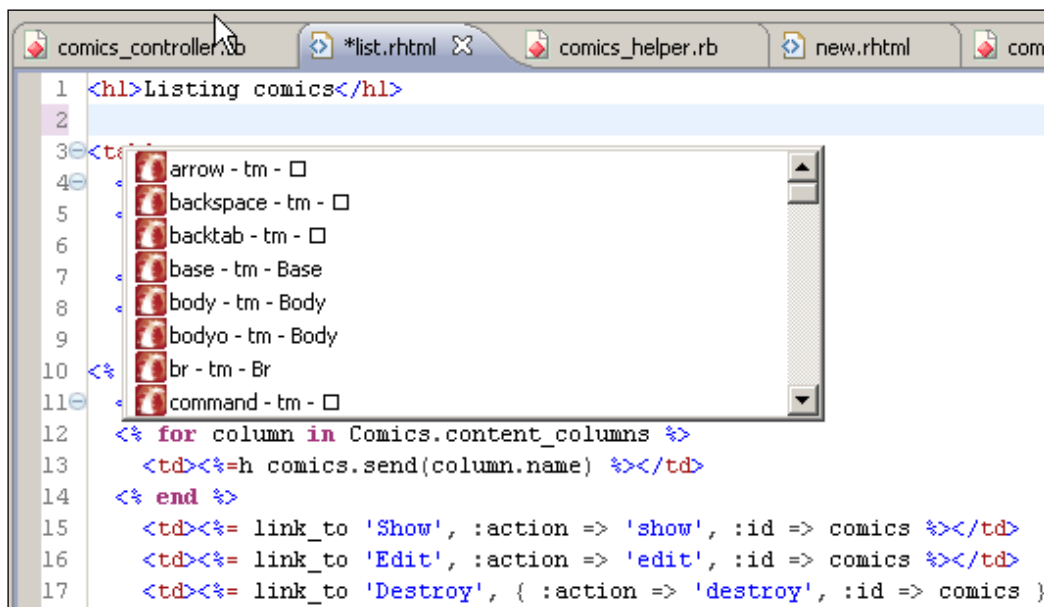 comics_controller.rb *list.rhtml comics_helper.rb new.rhtml com
1 <h1>Listing comics</h1>
2
3 <ta
4 <
5 <
6
7 <
8 <
9
10 <%
11 <
arrow - tm - □
backspace - tm - □
backtab - tm - □
base - tm - Base
body - tm - Body
bodyo - tm - Body
br - tm - Br
command - tm - □
12 <% for column in Comics.content_columns %>
13 <td><%=h comics.send(column.name) %></td>
14 <% end %>
15 <td><%= link_to 'Show', :action => 'show', :id => comics %></td>
16 <td><%= link_to 'Edit', :action => 'edit', :id => comics %></td>
17 <td><%= link_to 'Destroy', { :action => 'destroy', :id => comics }